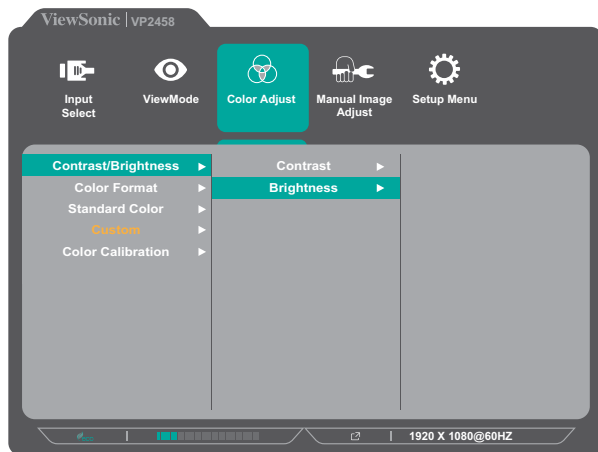 ViewSonic | VP2458
Input Select
ViewMode
Color Adjust
Manual Image Adjust
Setup Menu
Contrast/Brightness
Color Format
Standard Color
Custom
Color Calibration
Contrast
Brightness
1920 X 1080@60HZ